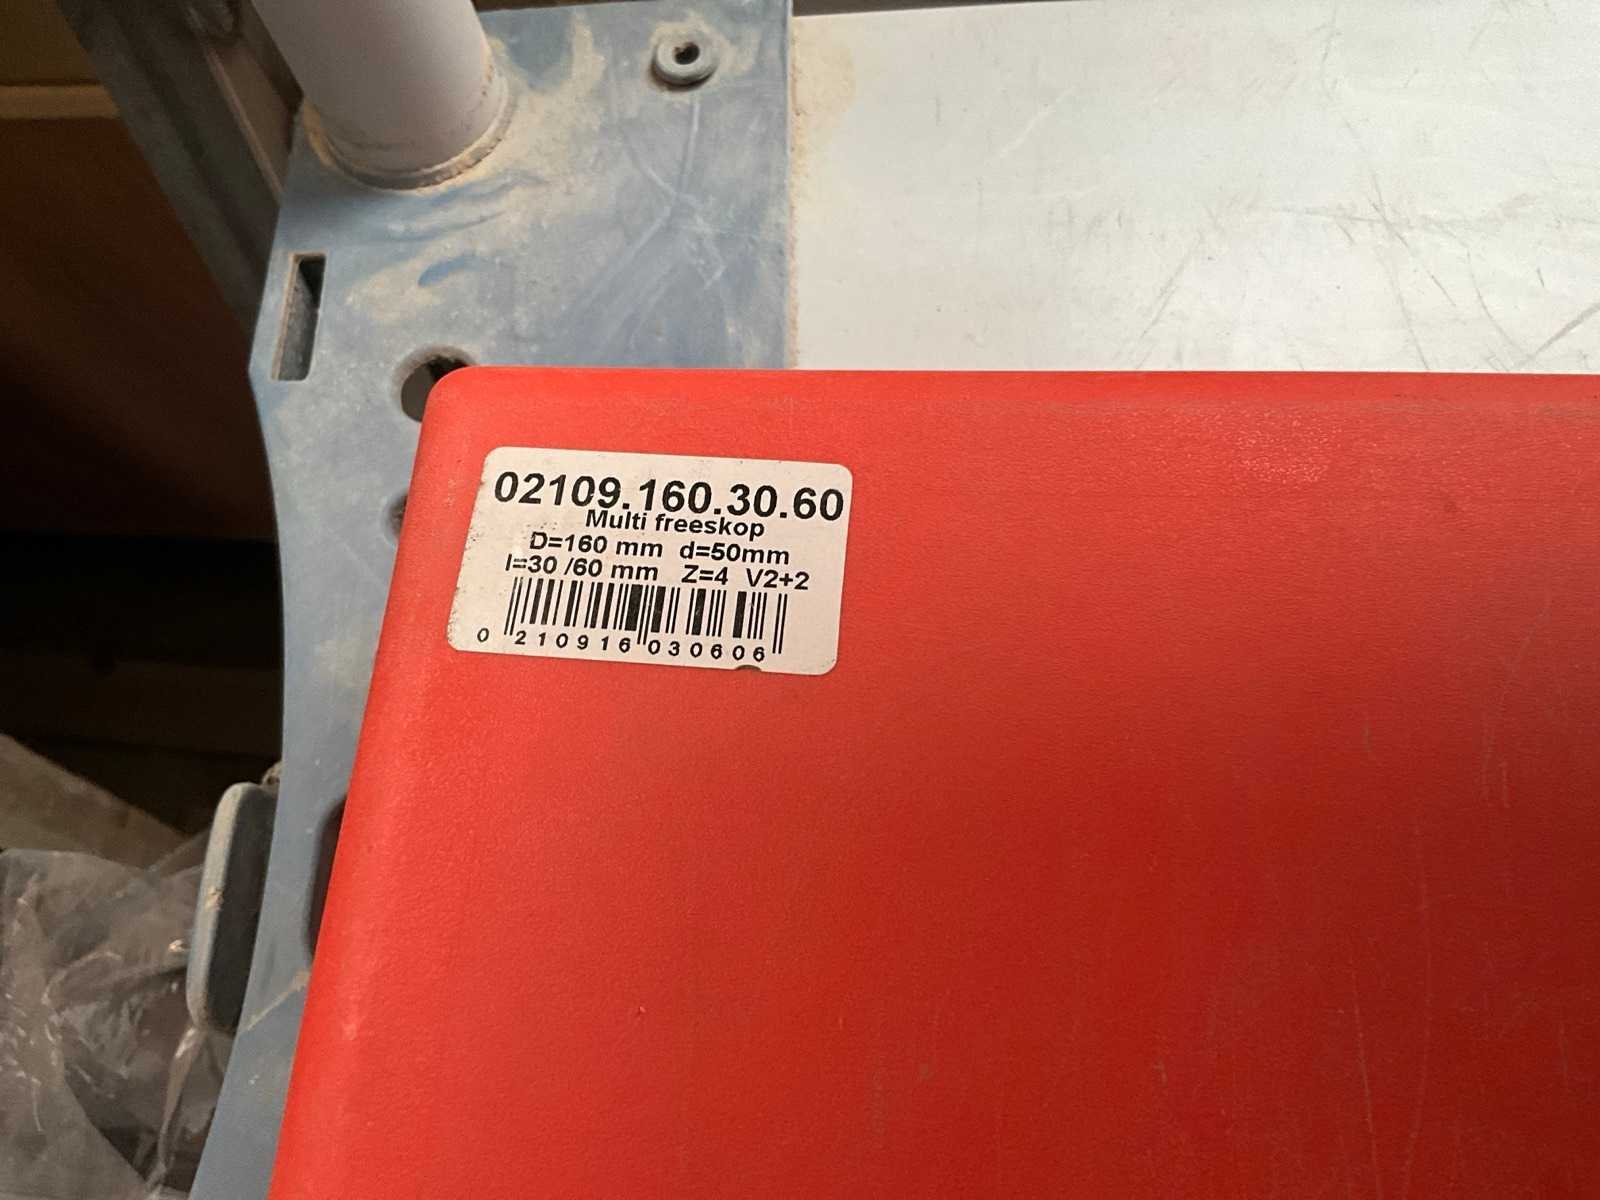 02109.160.30.60
Multi freeskop
D=160 mm d=50mm
l=30 /60 mm Z=4 V2+2
0 210916 030606